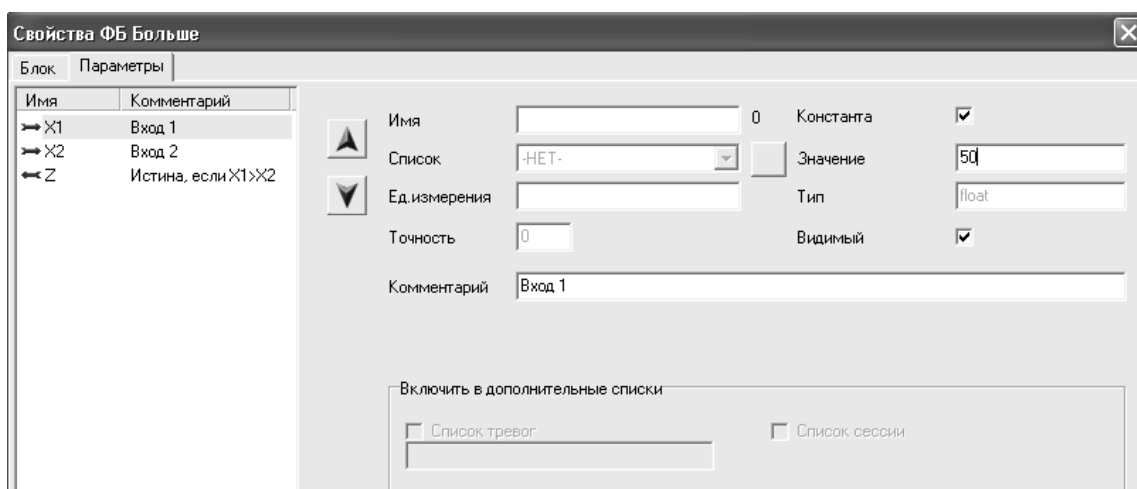 Свойства ФБ Больше
Блок Параметры
Имя Комментарий
X1 Вход 1
X2 Вход 2
Z Истина, если X1>X2
Имя 0 Константа
Список -НЕТ- Значение 50
Ед.измерения Тип float
Точность 0 Видимый
Комментарий Вход 1
Включить в дополнительные списки
Список тревог Список сессии